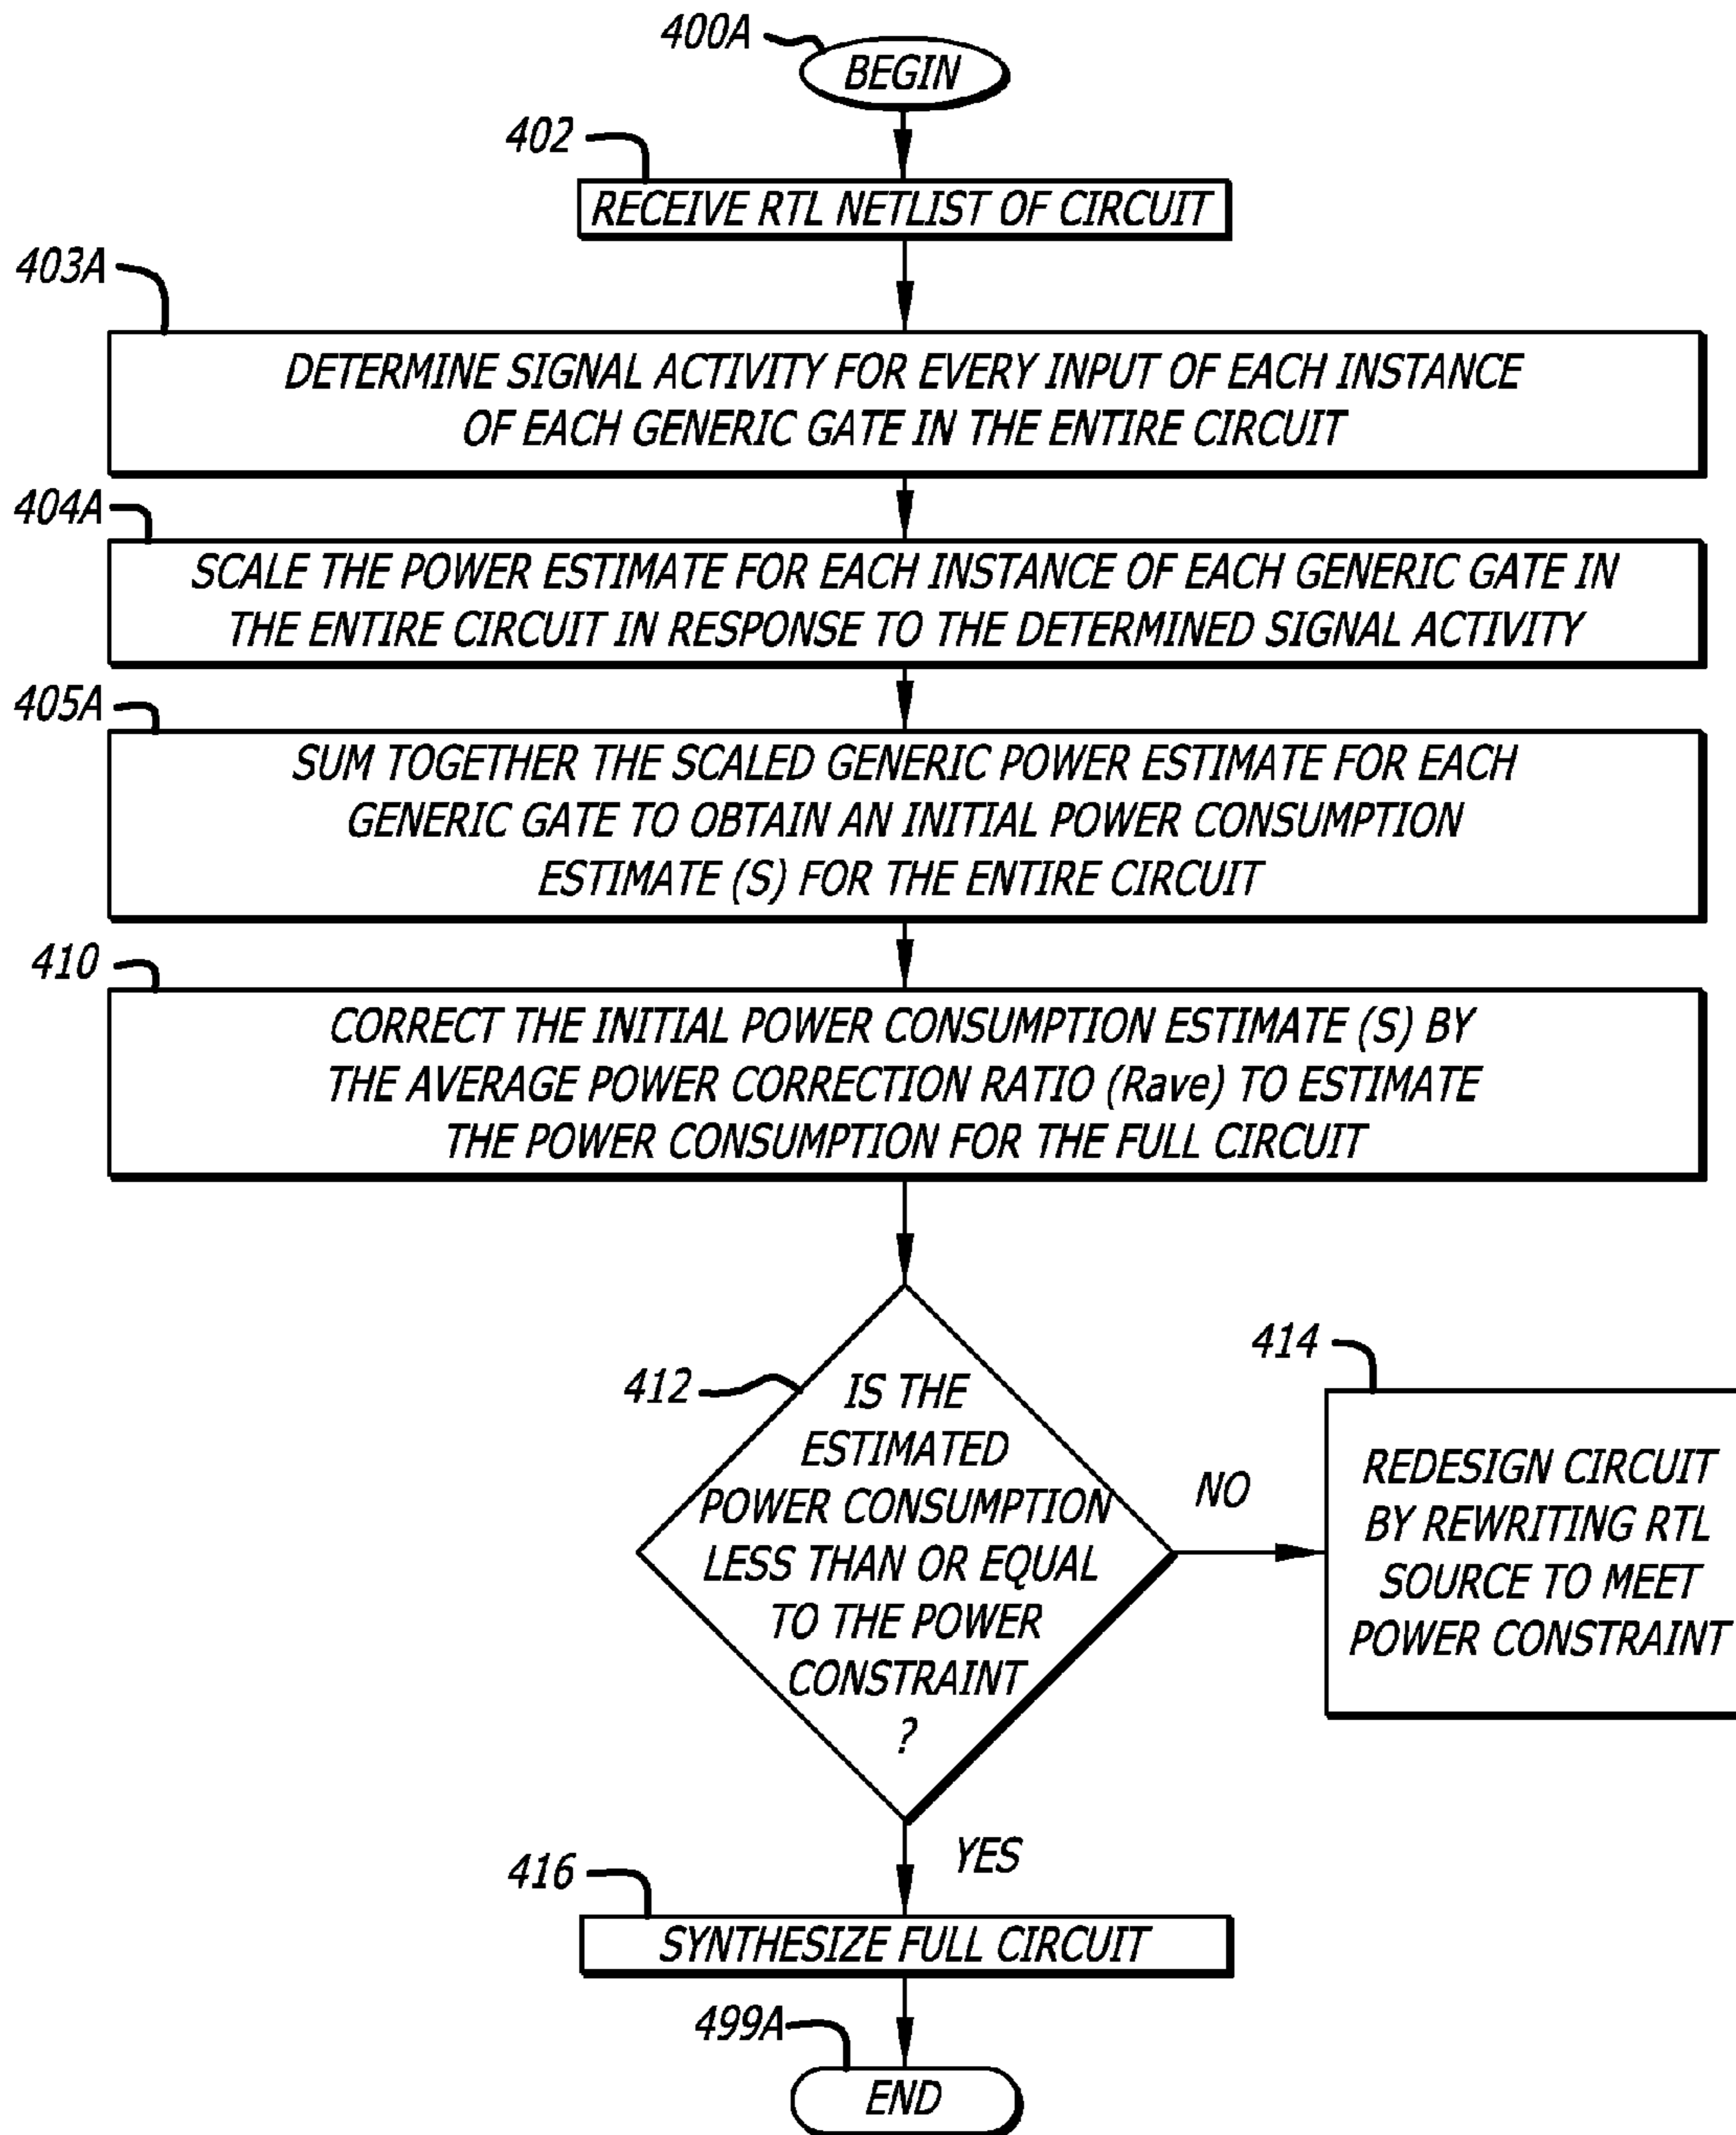 400A
BEGIN
402
RECEIVE RTL NETLIST OF CIRCUIT
403A
DETERMINE SIGNAL ACTIVITY FOR EVERY INPUT OF EACH INSTANCE
OF EACH GENERIC GATE IN THE ENTIRE CIRCUIT
404A
SCALE THE POWER ESTIMATE FOR EACH INSTANCE OF EACH GENERIC GATE IN
THE ENTIRE CIRCUIT IN RESPONSE TO THE DETERMINED SIGNAL ACTIVITY
405A
SUM TOGETHER THE SCALED GENERIC POWER ESTIMATE FOR EACH
GENERIC GATE TO OBTAIN AN INITIAL POWER CONSUMPTION
ESTIMATE (S) FOR THE ENTIRE CIRCUIT
410
CORRECT THE INITIAL POWER CONSUMPTION ESTIMATE (S) BY
THE AVERAGE POWER CORRECTION RATIO (Rave) TO ESTIMATE
THE POWER CONSUMPTION FOR THE FULL CIRCUIT
412
IS THE
ESTIMATED
POWER CONSUMPTION
LESS THAN OR EQUAL
TO THE POWER
CONSTRAINT
?
NO
414
REDESIGN CIRCUIT
BY REWRITING RTL
SOURCE TO MEET
POWER CONSTRAINT
YES
416
SYNTHESIZE FULL CIRCUIT
499A
END